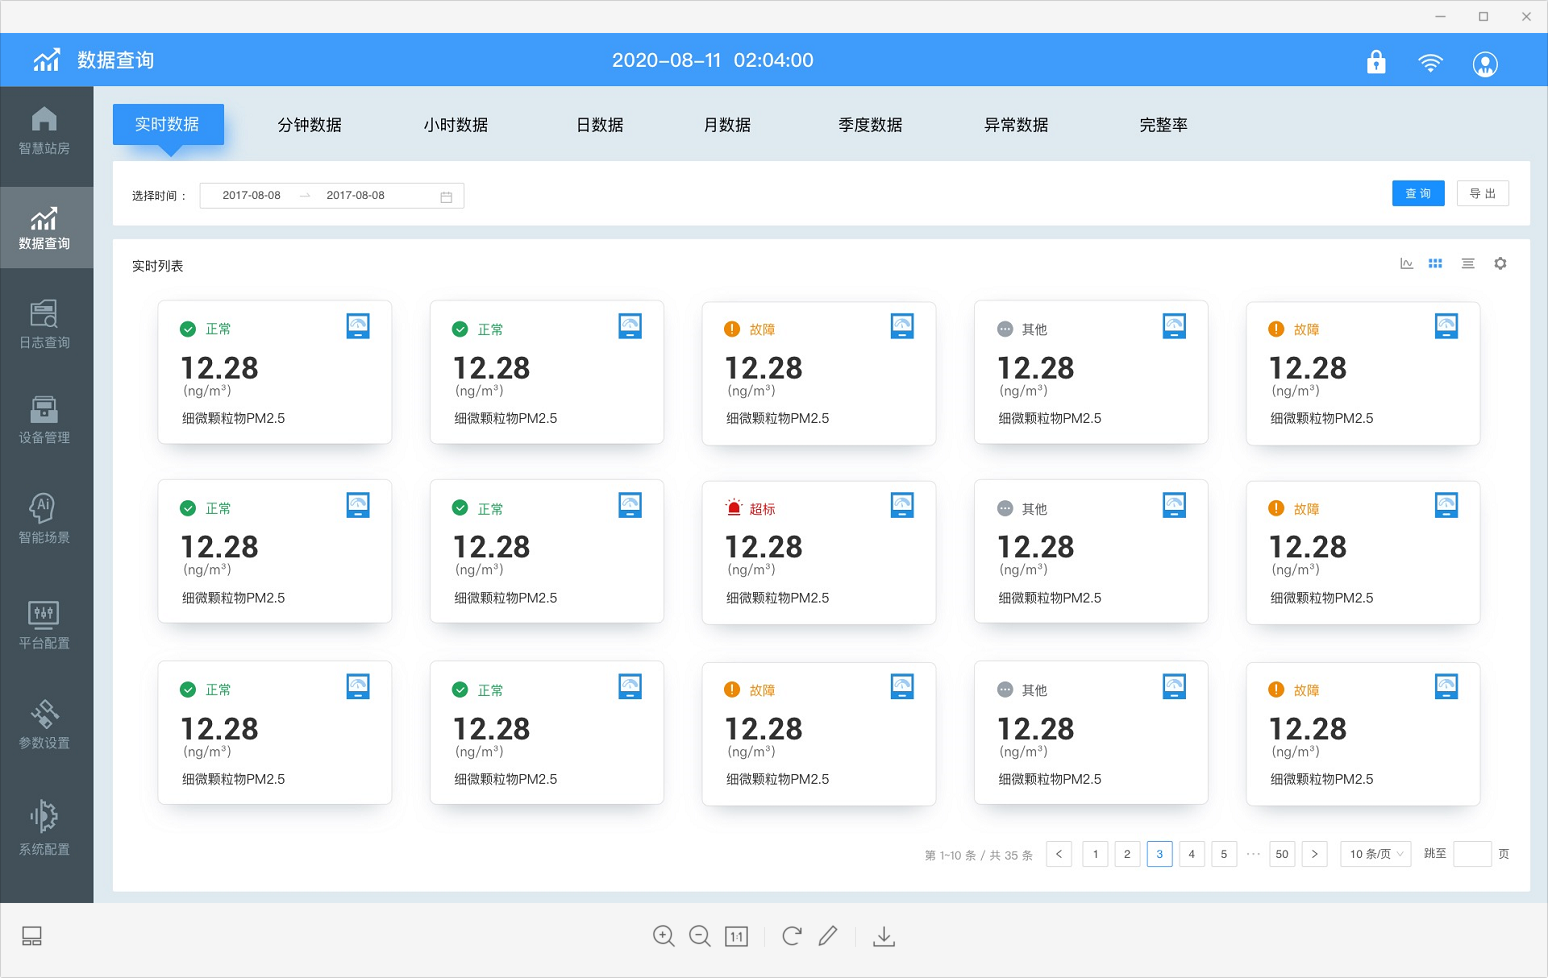 数据查询
2020-08-11 02:04:00
智慧站房
数据查询
日志查询
设备管理
Ai
智能场景
平台配置
参数设置
系统配置
实时数据 分钟数据 小时数据 日数据 月数据 季度数据 异常数据 完整率
选择时间： 2017-08-08 → 2017-08-08 查 询 导 出
实时列表
正常 正常 故障 其他 故障
12.28 12.28 12.28 12.28 12.28
(ng/m³) (ng/m³) (ng/m³) (ng/m³) (ng/m³)
细微颗粒物PM2.5 细微颗粒物PM2.5 细微颗粒物PM2.5 细微颗粒物PM2.5 细微颗粒物PM2.5
正常 正常 超标 其他 故障
12.28 12.28 12.28 12.28 12.28
(ng/m³) (ng/m³) (ng/m³) (ng/m³) (ng/m³)
细微颗粒物PM2.5 细微颗粒物PM2.5 细微颗粒物PM2.5 细微颗粒物PM2.5 细微颗粒物PM2.5
正常 正常 故障 其他 故障
12.28 12.28 12.28 12.28 12.28
(ng/m³) (ng/m³) (ng/m³) (ng/m³) (ng/m³)
细微颗粒物PM2.5 细微颗粒物PM2.5 细微颗粒物PM2.5 细微颗粒物PM2.5 细微颗粒物PM2.5
第 1~10 条 / 共 35 条 < 1 2 3 4 5 ··· 50 > 10 条/页 跳至 页
1:1